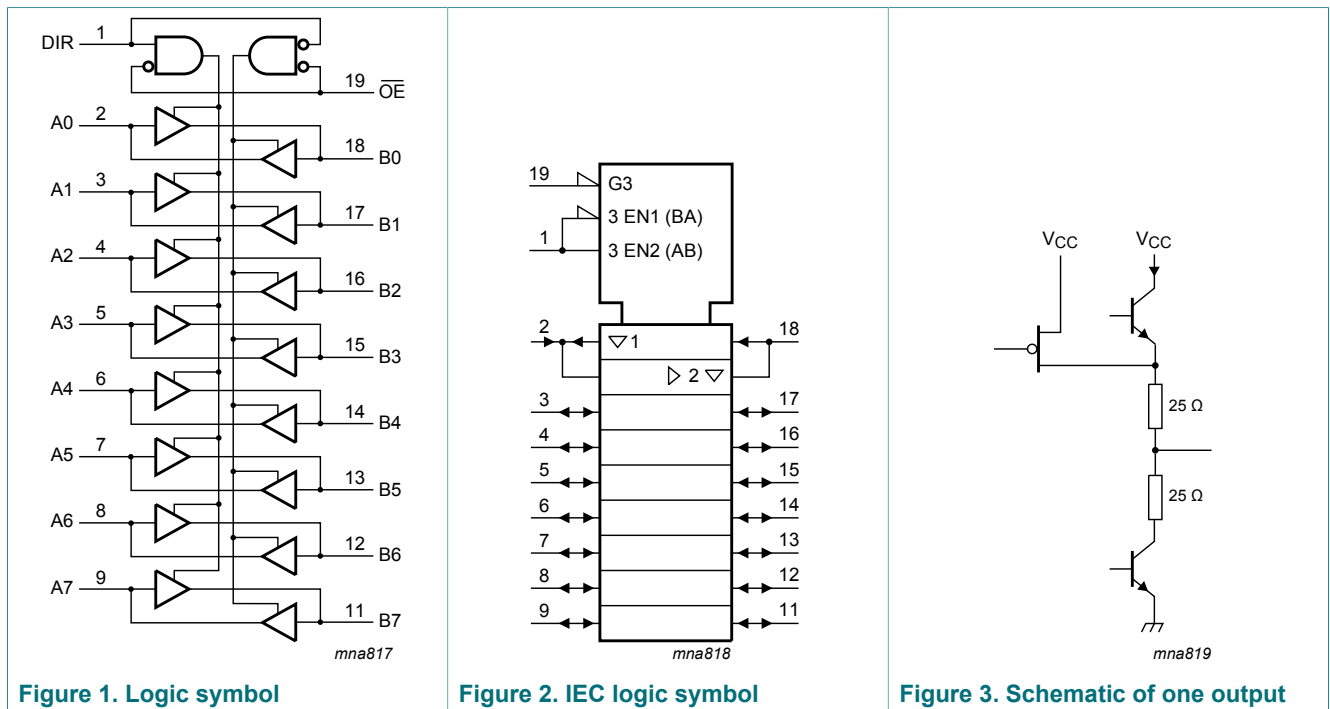 DIR 1
19 OE
A0 2
18 B0
A1 3
17 B1
A2 4
16 B2
A3 5
15 B3
A4 6
14 B4
A5 7
13 B5
A6 8
12 B6
A7 9
11 B7
mna817
Figure 1. Logic symbol
19 G3
3 EN1 (BA)
1 3 EN2 (AB)
2 1 18
2
3 17
4 16
5 15
6 14
7 13
8 12
9 11
mna818
Figure 2. IEC logic symbol
VCC VCC
25 Ω
25 Ω
mna819
Figure 3. Schematic of one output